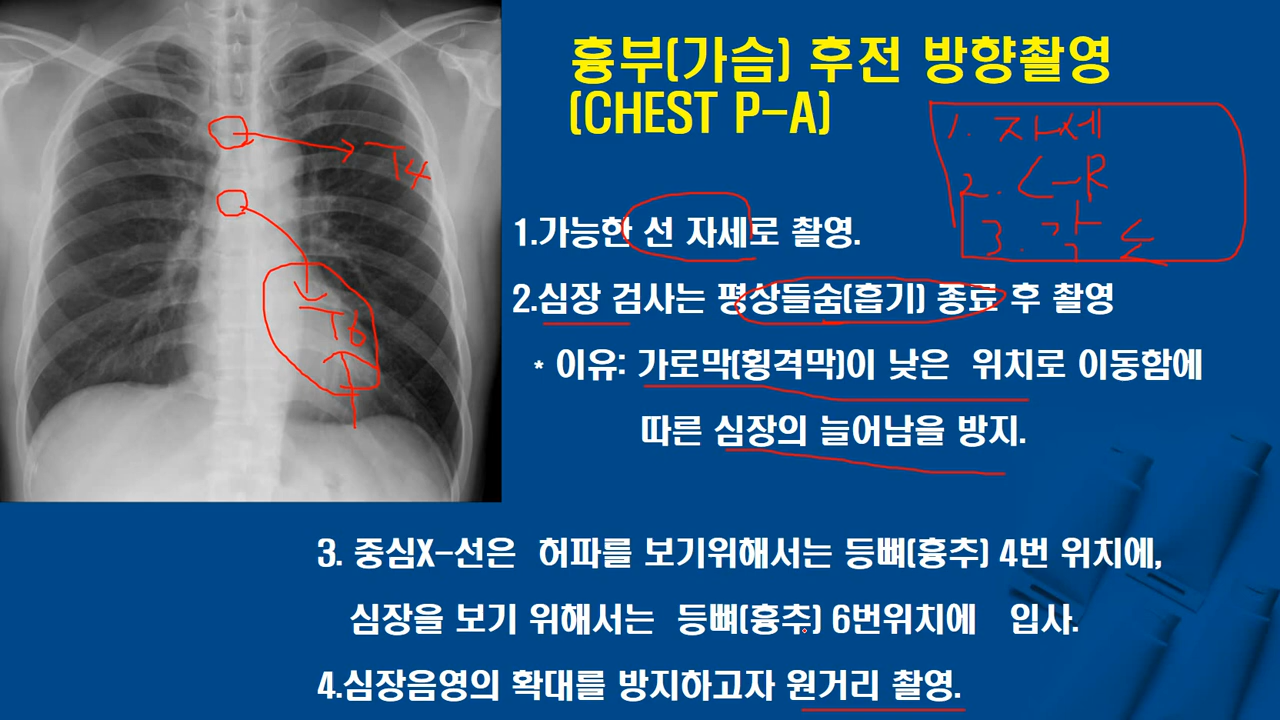 흉부(가슴) 후전 방향촬영
(CHEST P-A)
1. 자세
2. C-R
3. 각도
T4
T6
1.가능한 선 자세로 촬영.
2.심장 검사는 평상들숨(흡기) 종료 후 촬영
* 이유: 가로막(횡격막)이 낮은 위치로 이동함에
따른 심장의 늘어남을 방지.
3. 중심X-선은 허파를 보기위해서는 등뼈(흉추) 4번 위치에,
심장을 보기 위해서는 등뼈(흉추) 6번위치에 입사.
4.심장음영의 확대를 방지하고자 원거리 촬영.